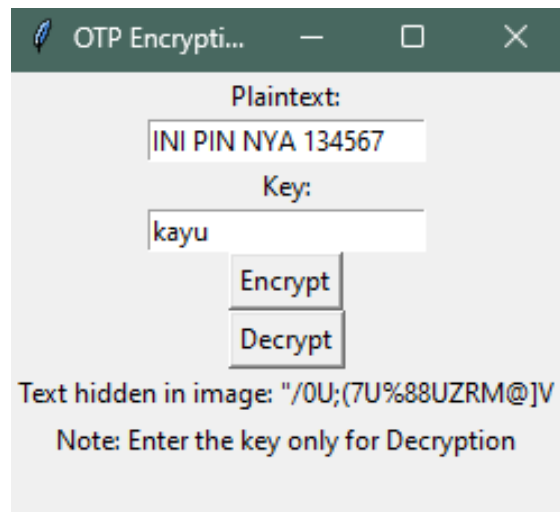 OTP Encrypti...
Plaintext:
INI PIN NYA 134567
Key:
kayu
Encrypt
Decrypt
Text hidden in image: "/0U;(7U%88UZRM@]V
Note: Enter the key only for Decryption